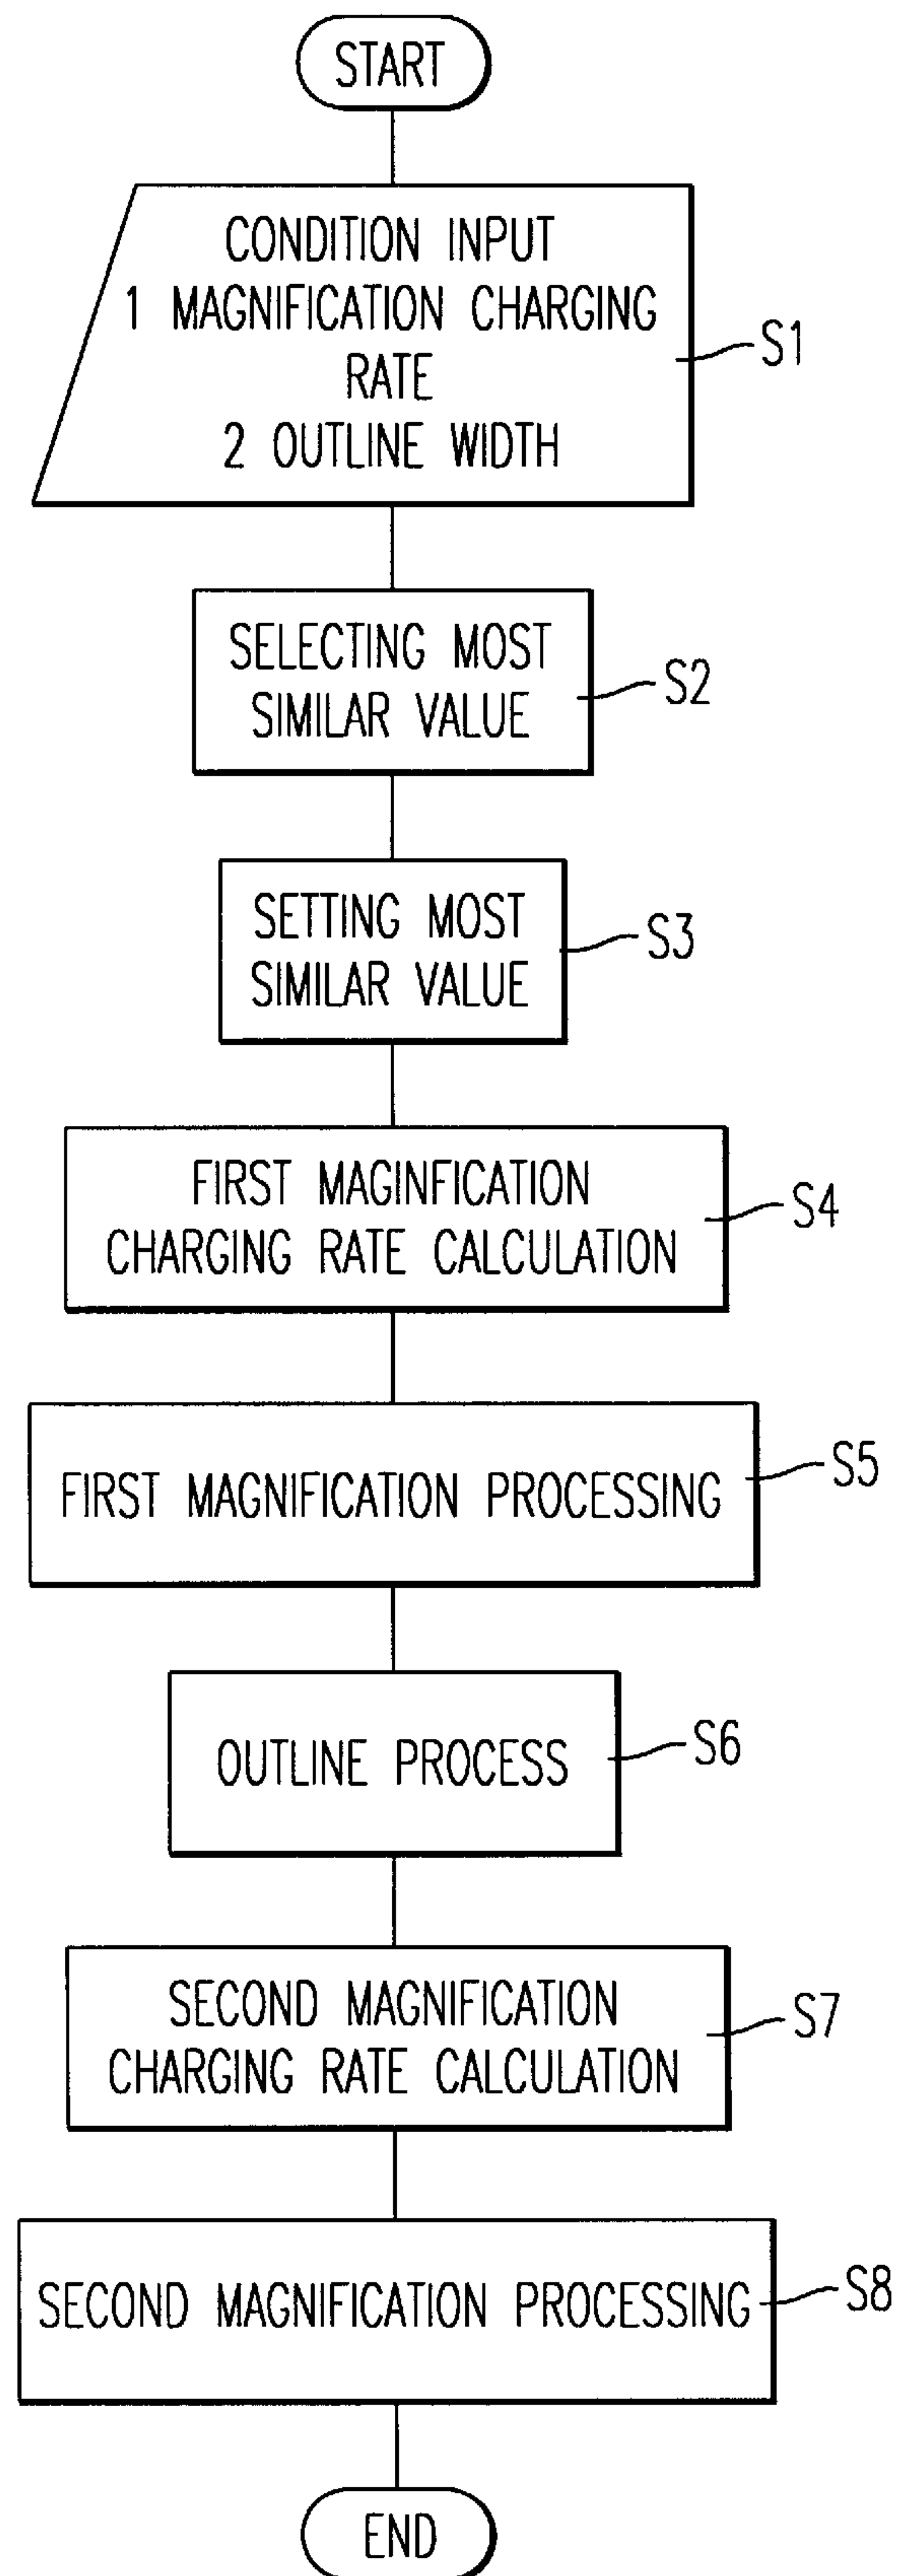 START
CONDITION INPUT
1 MAGNIFICATION CHARGING
RATE
2 OUTLINE WIDTH
S1
SELECTING MOST
SIMILAR VALUE
S2
SETTING MOST
SIMILAR VALUE
S3
FIRST MAGINFICATION
CHARGING RATE CALCULATION
S4
FIRST MAGNIFICATION PROCESSING
S5
OUTLINE PROCESS
S6
SECOND MAGNIFICATION
CHARGING RATE CALCULATION
S7
SECOND MAGNIFICATION PROCESSING
S8
END